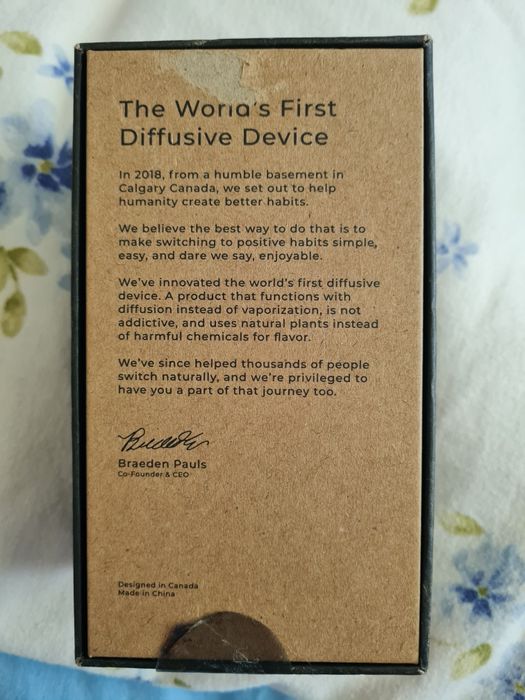 The World's First
Diffusive Device
In 2018, from a humble basement in
Calgary Canada, we set out to help
humanity create better habits.
We believe the best way to do that is to
make switching to positive habits simple,
easy, and dare we say, enjoyable.
We've innovated the world's first diffusive
device. A product that functions with
diffusion instead of vaporization, is not
addictive, and uses natural plants instead
of harmful chemicals for flavor.
We've since helped thousands of people
switch naturally, and we're privileged to
have you a part of that journey too.
Braeden Pauls
Co-Founder & CEO
Designed in Canada
Made in China